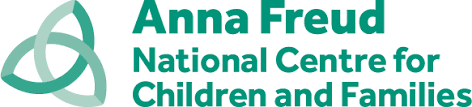 Anna Freud
National Centre for
Children and Families